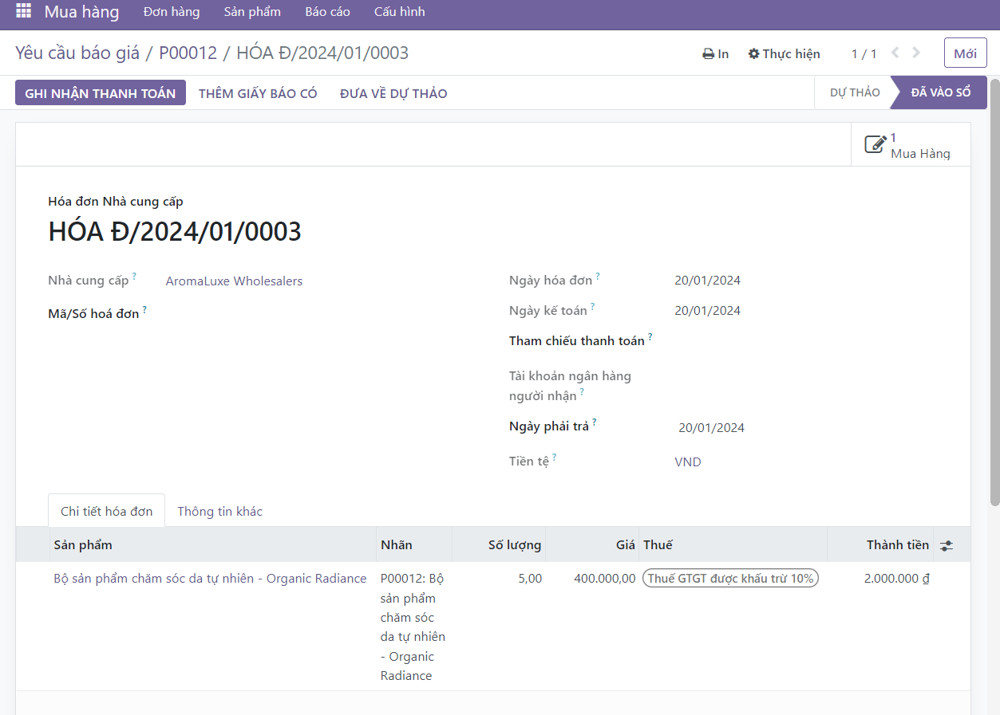 Mua hàng Đơn hàng Sản phẩm Báo cáo Cấu hình
Yêu cầu báo giá / P00012 / HÓA Đ/2024/01/0003 In Thực hiện 1 / 1 Mới
GHI NHẬN THANH TOÁN THÊM GIẤY BÁO CÓ ĐƯA VỀ DỰ THẢO DỰ THẢO ĐÃ VÀO SỔ
1
Mua Hàng
Hóa đơn Nhà cung cấp
HÓA Đ/2024/01/0003
Nhà cung cấp ? AromaLuxe Wholesalers
Mã/Số hoá đơn ?
Ngày hóa đơn ? 20/01/2024
Ngày kế toán ? 20/01/2024
Tham chiếu thanh toán ?
Tài khoản ngân hàng
người nhận ?
Ngày phải trả ? 20/01/2024
Tiền tệ ? VND
Chi tiết hóa đơn Thông tin khác
Sản phẩm Nhãn Số lượng Giá Thuế Thành tiền
Bộ sản phẩm chăm sóc da tự nhiên - Organic Radiance P00012: Bộ 5,00 400.000,00 Thuế GTGT được khấu trừ 10% 2.000.000 ₫
sản phẩm
chăm sóc
da tự nhiên
- Organic
Radiance